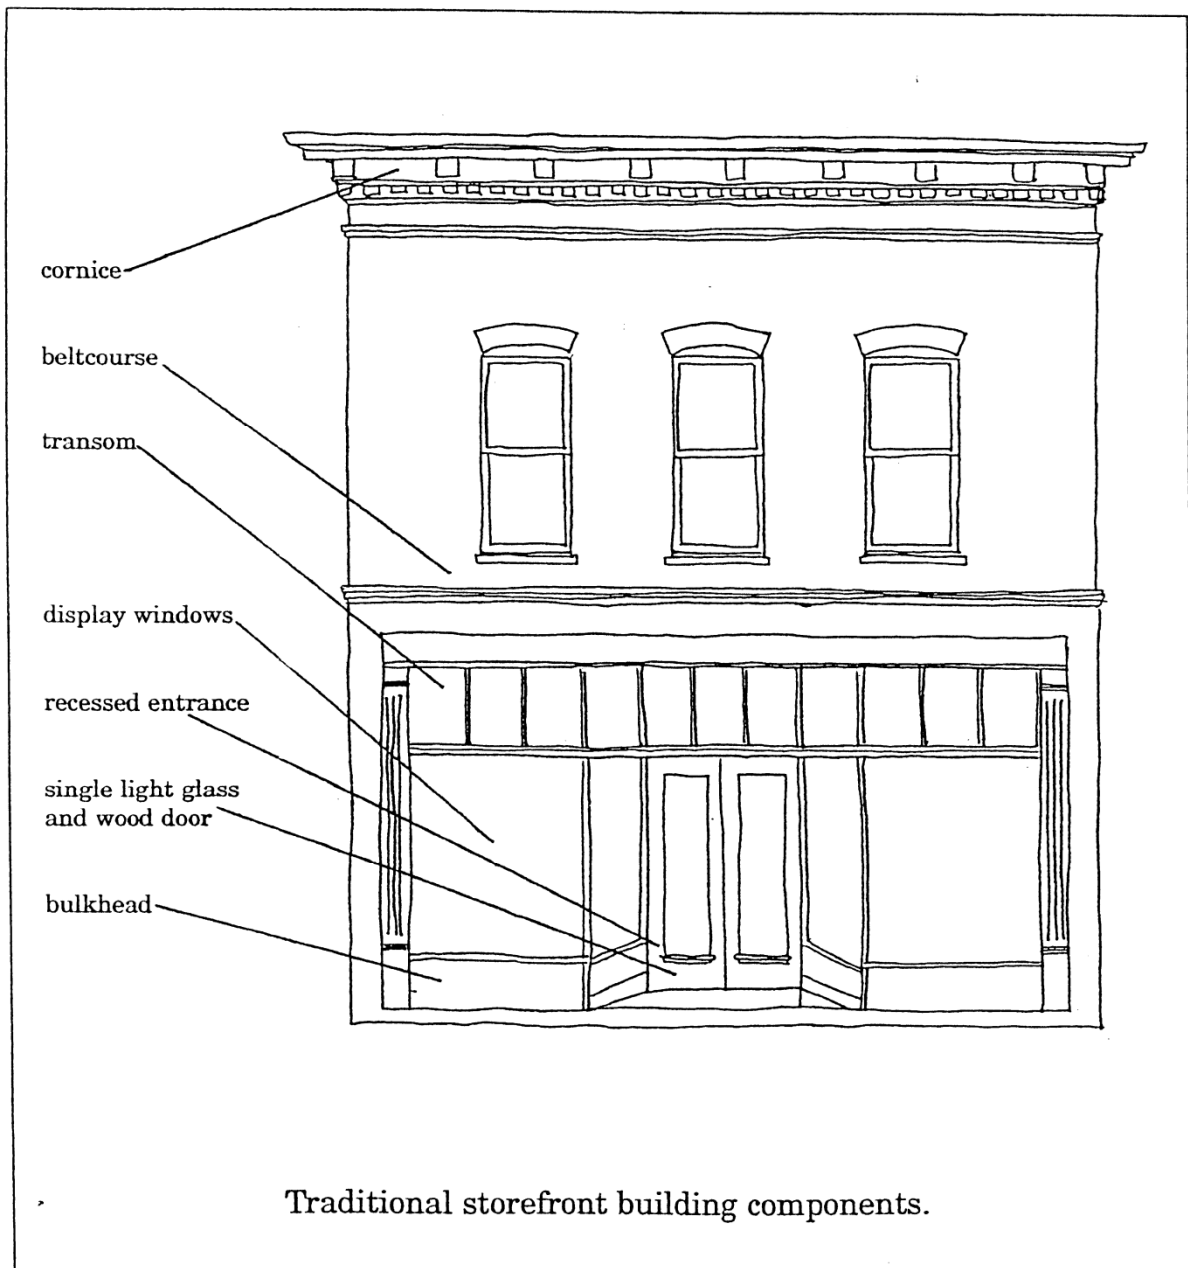 cornice
beltcourse
transom
display windows
recessed entrance
single light glass
and wood door
bulkhead
Traditional storefront building components.